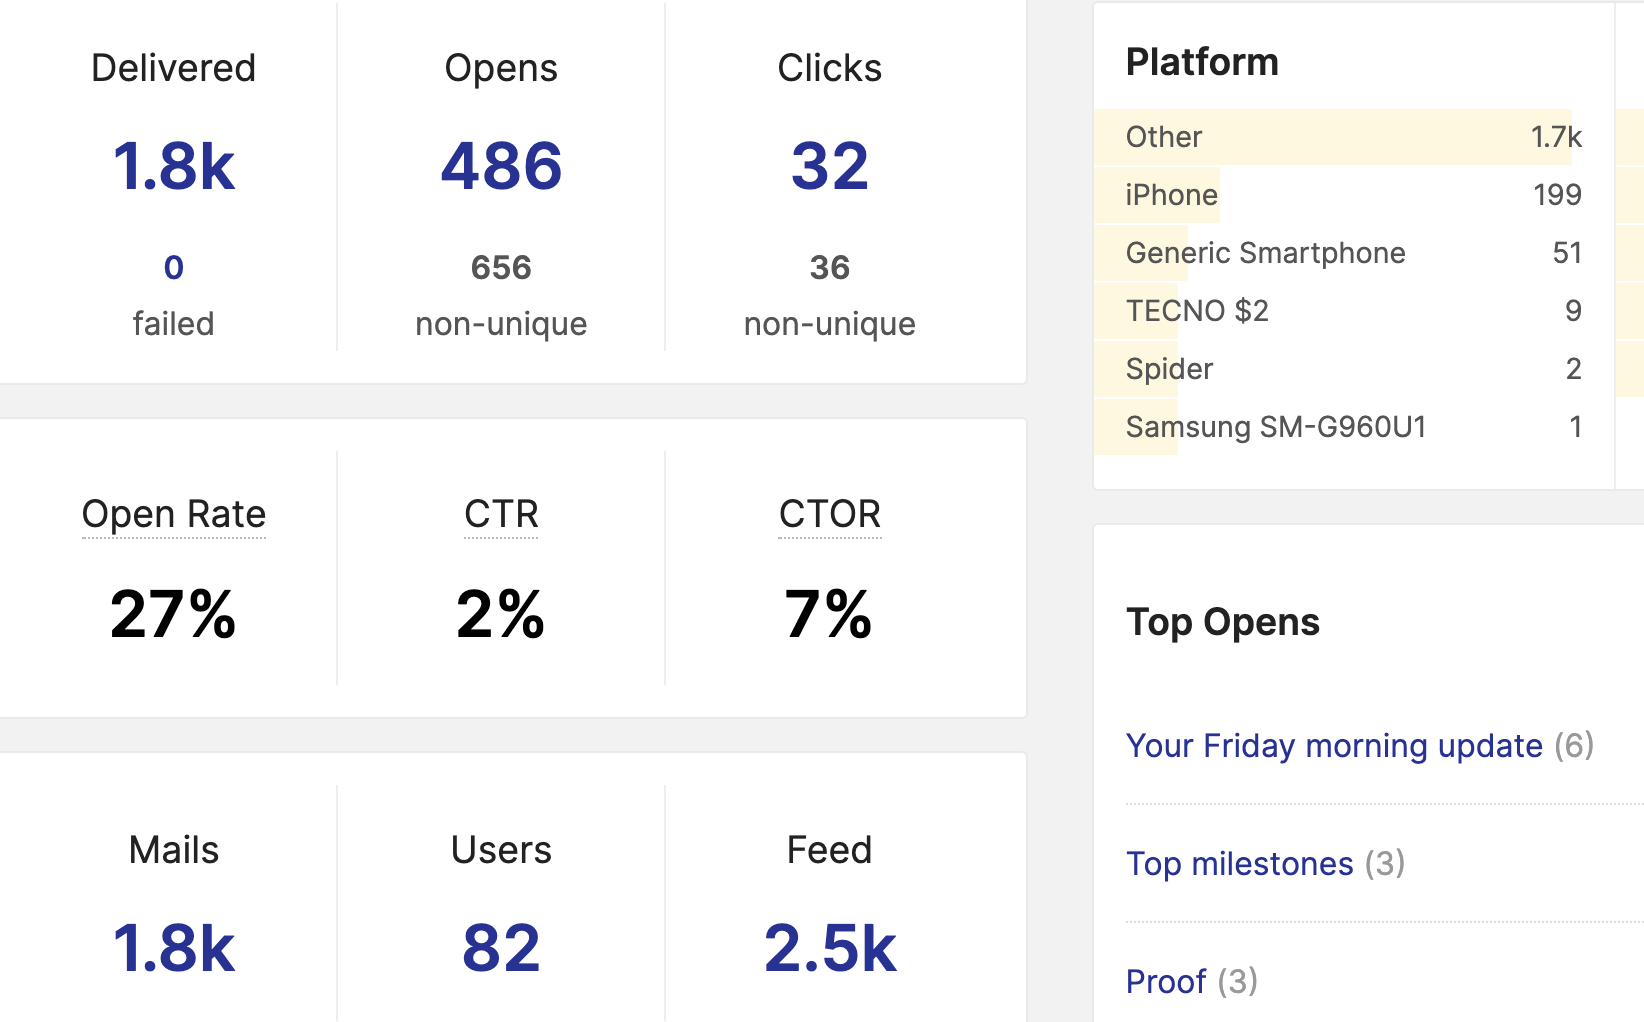 Delivered
1.8k
0
failed
Opens
486
656
non-unique
Clicks
32
36
non-unique
Open Rate
27%
CTR
2%
CTOR
7%
Mails
1.8k
Users
82
Feed
2.5k
Platform
Other 1.7k
iPhone 199
Generic Smartphone 51
TECNO $2 9
Spider 2
Samsung SM-G960U1 1
Top Opens
Your Friday morning update (6)
Top milestones (3)
Proof (3)